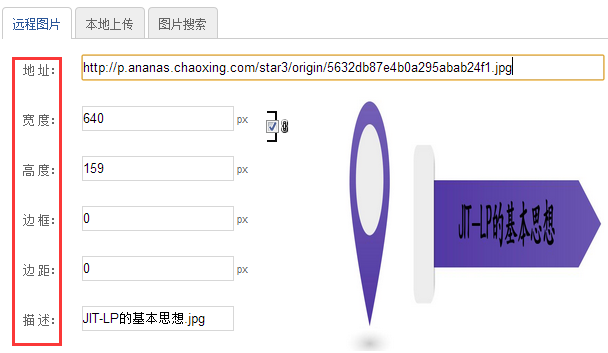 远程图片 本地上传 图片搜索
地址: http://p.ananas.chaoxing.com/star3/origin/5632db87e4b0a295abab24f1.jpg
宽度: 640 px
高度: 159 px
边框: 0 px
边距: 0 px
描述: JIT-LP的基本思想.jpg
JIT-LP的基本思想